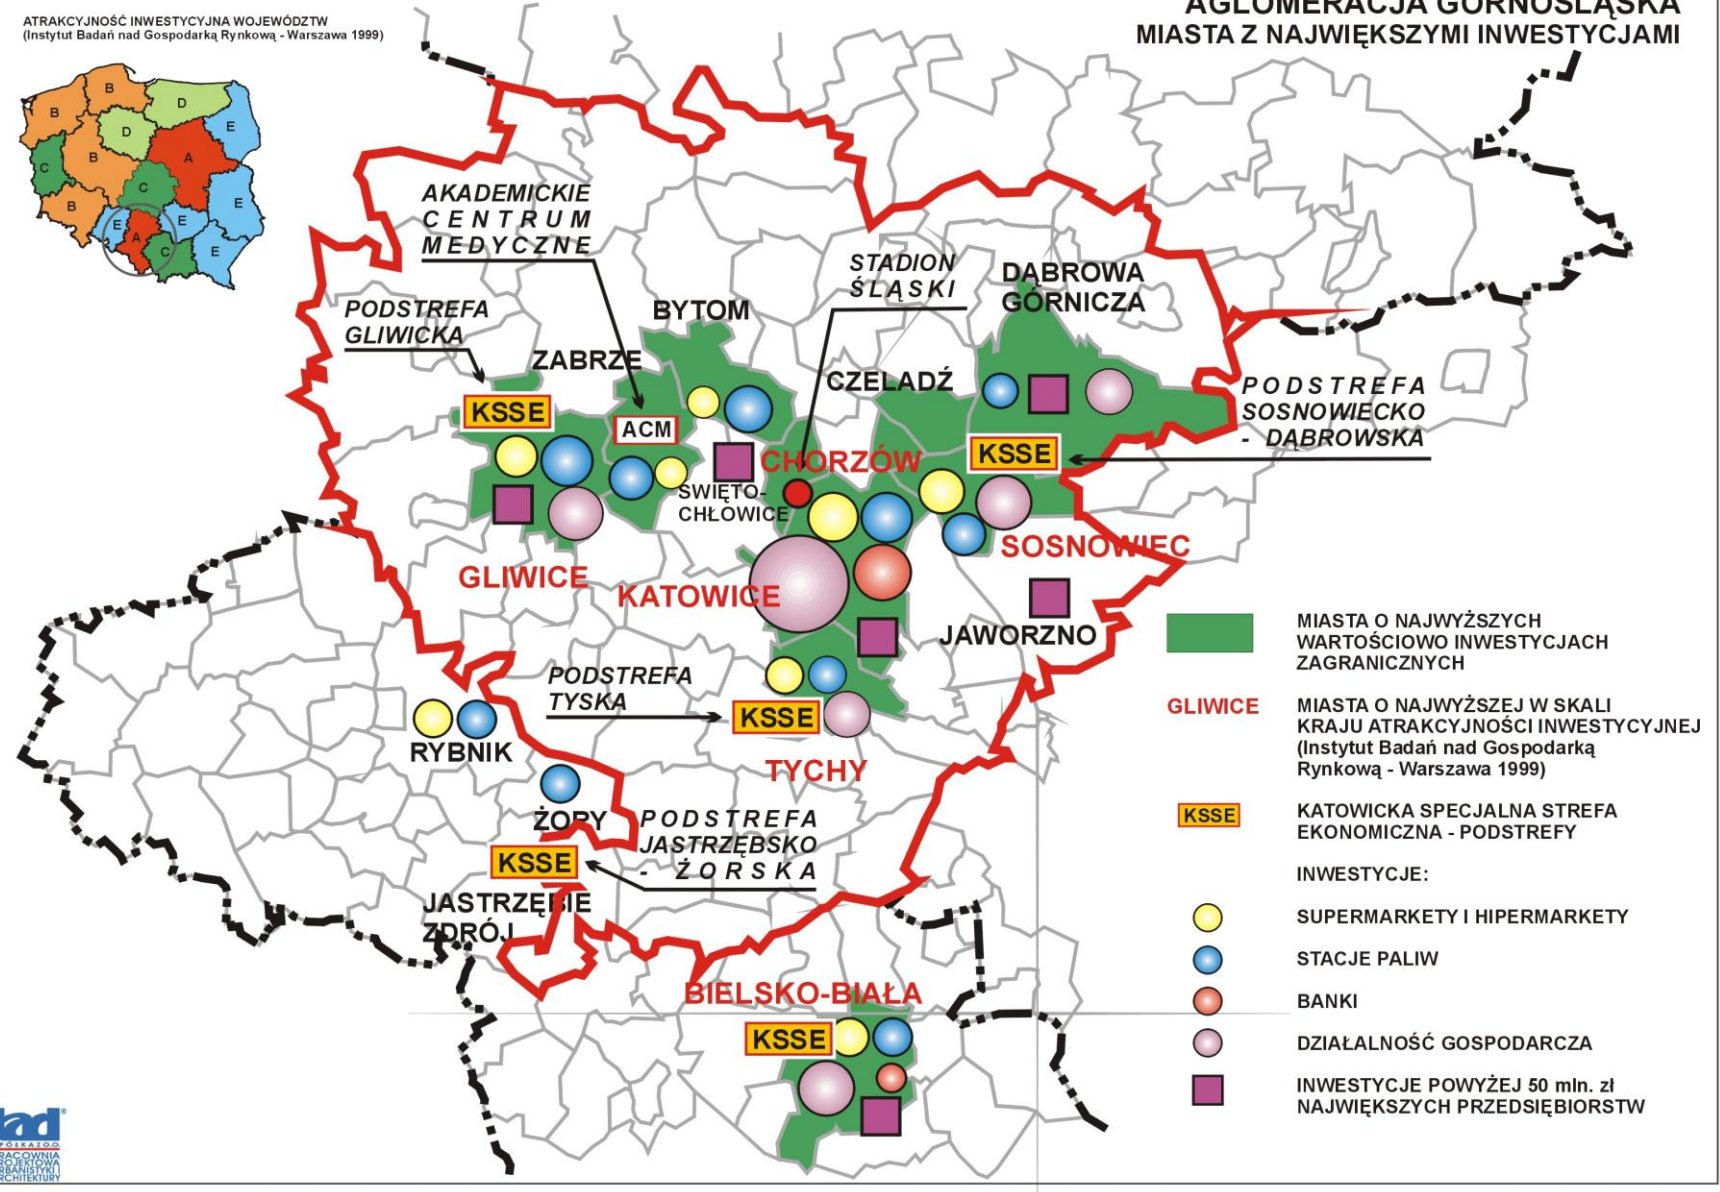 AGLOMERACJA GÓRNOŚLĄSKA
MIASTA Z NAJWIĘKSZYMI INWESTYCJAMI
ATRAKCYJNOŚĆ INWESTYCYJNA WOJEWÓDZTW
(Instytut Badań nad Gospodarką Rynkową - Warszawa 1999)
B
B
D
E
D
B
A
C
C
B
E
E
E
A
C
E
AKADEMICKIE
CENTRUM
MEDYCZNE
PODSTREFA
GLIWICKA
BYTOM
ZABRZE
STADION
ŚLĄSKI
DĄBROWA
GÓRNICZA
CZELADŹ
PODSTREFA
SOSNOWIECKO
- DĄBROWSKA
KSSE
ACM
KSSE
CHORZÓW
ŚWIĘTO-
CHŁOWICE
SOSNOWIEC
GLIWICE
KATOWICE
JAWORZNO
PODSTREFA
TYSKA
KSSE
RYBNIK
TYCHY
ŻORY
PODSTREFA
JASTRZĘBSKO
- ŻORSKA
KSSE
JASTRZĘBIE
ZDRÓJ
BIELSKO-BIAŁA
KSSE
MIASTA O NAJWYŻSZYCH
WARTOŚCIOWO INWESTYCJACH
ZAGRANICZNYCH
GLIWICE
MIASTA O NAJWYŻSZEJ W SKALI
KRAJU ATRAKCYJNOŚCI INWESTYCYJNEJ
(Instytut Badań nad Gospodarką
Rynkową - Warszawa 1999)
KSSE
KATOWICKA SPECJALNA STREFA
EKONOMICZNA - PODSTREFY
INWESTYCJE:
SUPERMARKETY I HIPERMARKETY
STACJE PALIW
BANKI
DZIAŁALNOŚĆ GOSPODARCZA
INWESTYCJE POWYŻEJ 50 mln. zł
NAJWIĘKSZYCH PRZEDSIĘBIORSTW